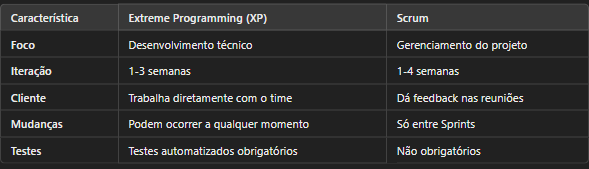 Característica Extreme Programming (XP) Scrum
Foco Desenvolvimento técnico Gerenciamento do projeto
Iteração 1-3 semanas 1-4 semanas
Cliente Trabalha diretamente com o time Dá feedback nas reuniões
Mudanças Podem ocorrer a qualquer momento Só entre Sprints
Testes Testes automatizados obrigatórios Não obrigatórios